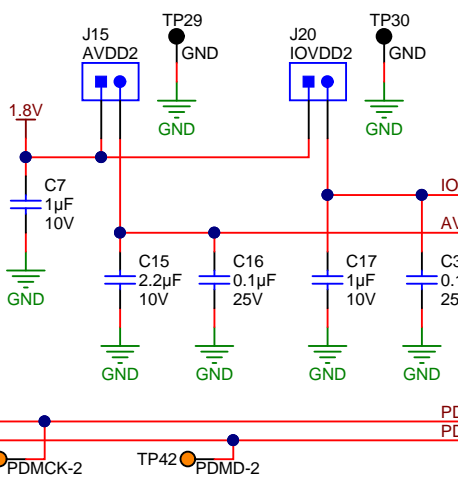 TP29
TP30
J15
J20
AVDD2
GND
IOVDD2
GND
1.8V
GND
GND
C7
1µF
10V
IO
AV
C15
2.2µF
10V
C16
0.1µF
25V
C17
1µF
10V
GND
GND
GND
GND
GND
PD
PD
PDMCK-2
TP42
PDMD-2